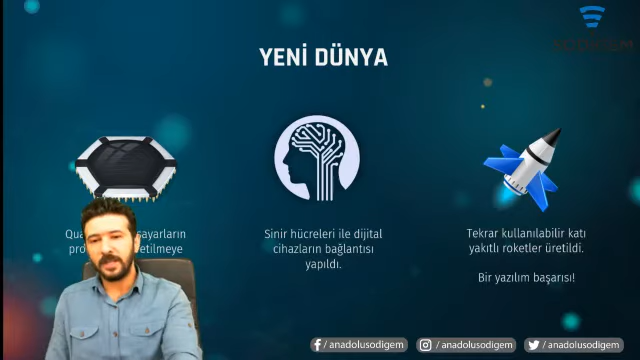 YENİ DÜNYA
Sinir hücreleri ile dijital
cihazların bağlantısı
yapıldı.
Tekrar kullanılabilir katı
yakıtlı roketler üretildi.
Bir yazılım başarısı!
/ anadolusodigem
/ anadolusodigem
/ anadolusodigem